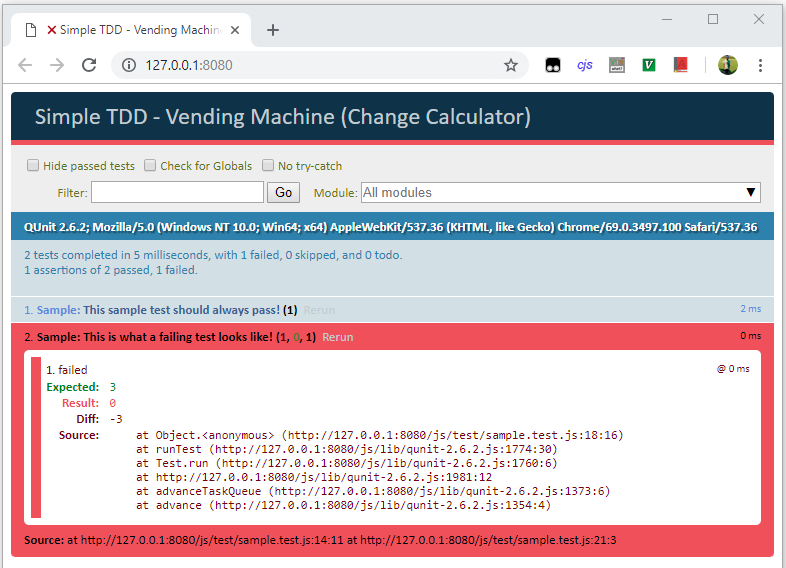 Simple TDD - Vending Machin
127.0.0.1:8080
cjs
Simple TDD - Vending Machine (Change Calculator)
Hide passed tests Check for Globals No try-catch
Filter: Go Module: All modules
QUnit 2.6.2; Mozilla/5.0 (Windows NT 10.0; Win64; x64) AppleWebKit/537.36 (KHTML, like Gecko) Chrome/69.0.3497.100 Safari/537.36
2 tests completed in 5 milliseconds, with 1 failed, 0 skipped, and 0 todo.
1 assertions of 2 passed, 1 failed.
1. Sample: This sample test should always pass! (1) Rerun 2 ms
2. Sample: This is what a failing test looks like! (1, 0, 1) Rerun 0 ms
1. failed @ 0 ms
Expected: 3
Result: 0
Diff: -3
Source: at Object.<anonymous> (http://127.0.0.1:8080/js/test/sample.test.js:18:16)
at runTest (http://127.0.0.1:8080/js/lib/qunit-2.6.2.js:1774:30)
at Test.run (http://127.0.0.1:8080/js/lib/qunit-2.6.2.js:1760:6)
at http://127.0.0.1:8080/js/lib/qunit-2.6.2.js:1981:12
at advanceTaskQueue (http://127.0.0.1:8080/js/lib/qunit-2.6.2.js:1373:6)
at advance (http://127.0.0.1:8080/js/lib/qunit-2.6.2.js:1354:4)
Source: at http://127.0.0.1:8080/js/test/sample.test.js:14:11 at http://127.0.0.1:8080/js/test/sample.test.js:21:3